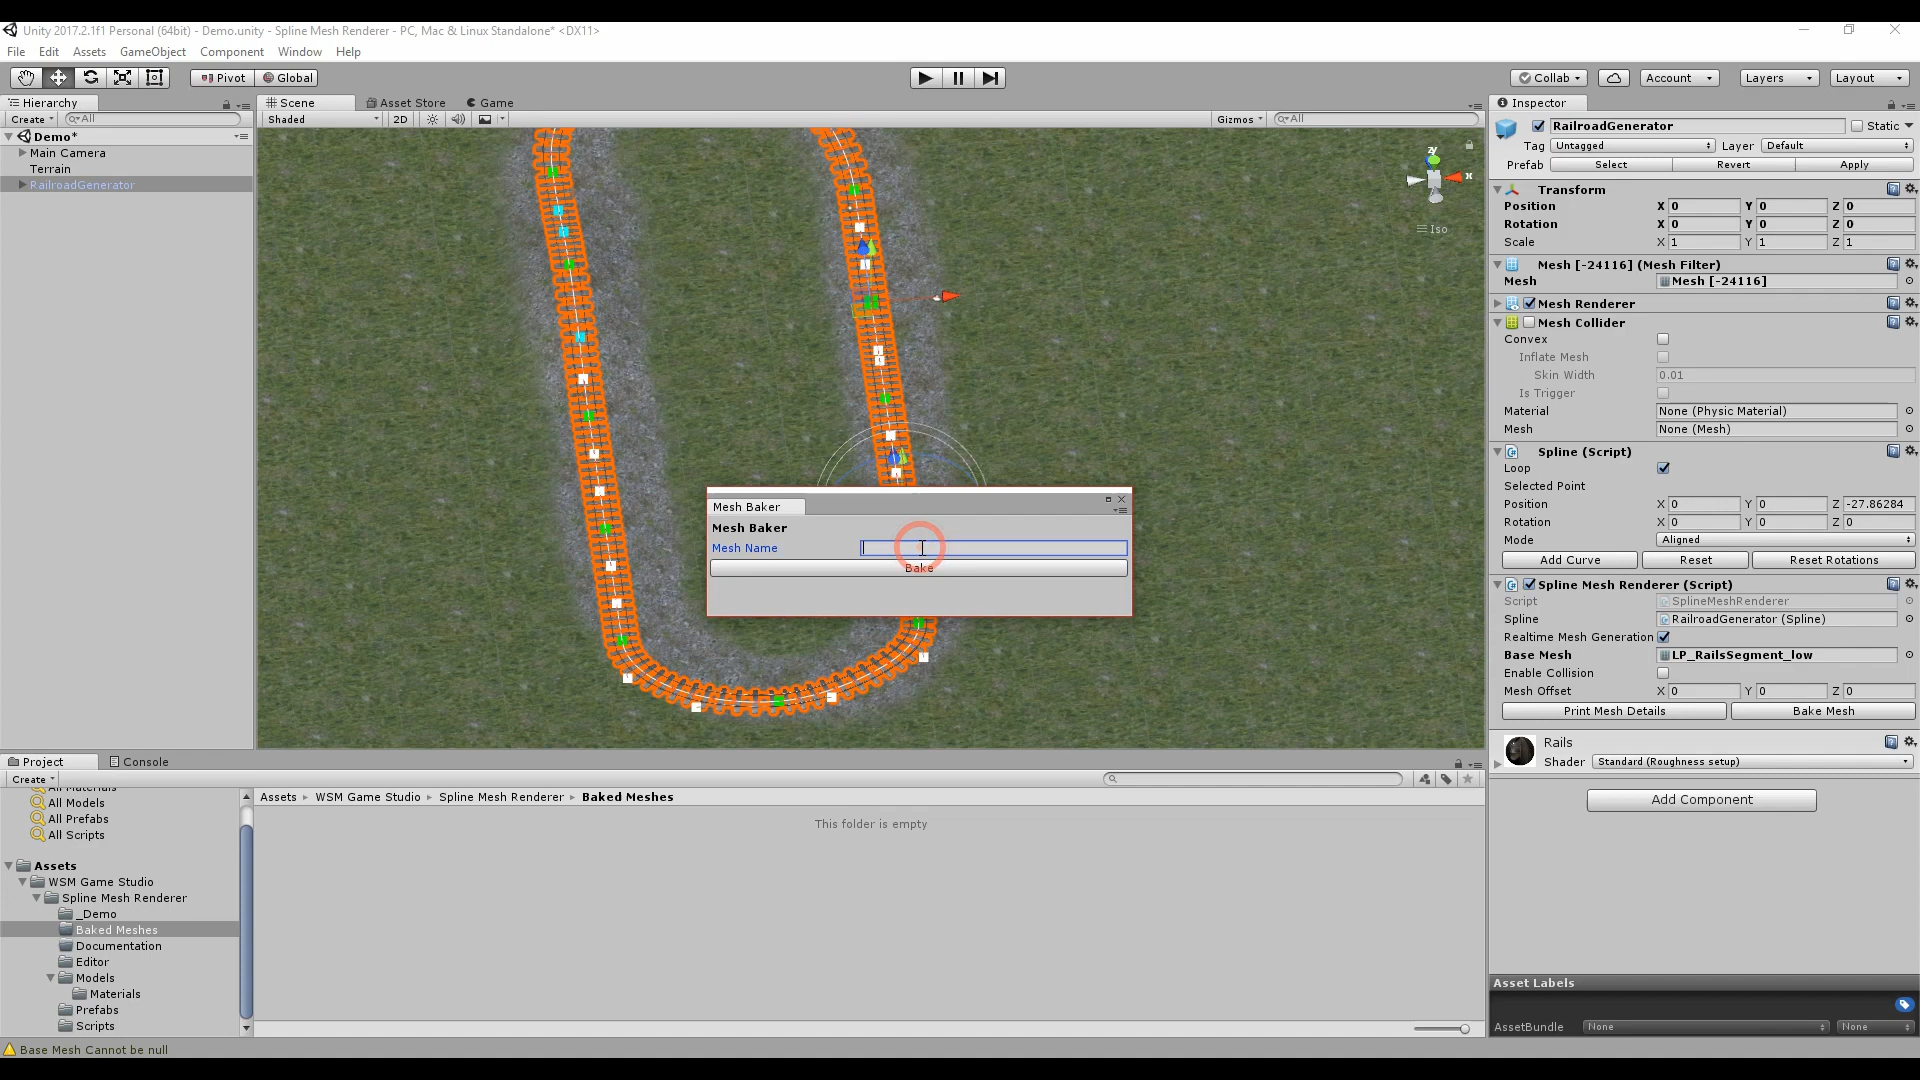 Unity 2017.2.1f1 Personal (64bit) - Demo.unity - Spline Mesh Renderer - PC, Mac & Linux Standalone* <DX11>
File Edit Assets GameObject Component Window Help
Pivot Global Collab Account Layers Layout
Hierarchy
Create All
Demo*
Main Camera
Terrain
RailroadGenerator
Scene Asset Store Game
Shaded 2D Gizmos All
zy
x
Iso
Mesh Baker
Mesh Baker
Mesh Name
Bake
Inspector
RailroadGenerator Static
Tag Untagged Layer Default
Prefab Select Revert Apply
Transform
Position X 0 Y 0 Z 0
Rotation X 0 Y 0 Z 0
Scale X 1 Y 1 Z 1
Mesh [-24116] (Mesh Filter)
Mesh Mesh [-24116]
Mesh Renderer
Mesh Collider
Convex
Inflate Mesh
Skin Width 0.01
Is Trigger
Material None (Physic Material)
Mesh None (Mesh)
Spline (Script)
Loop
Selected Point
Position X 0 Y 0 Z -27.86284
Rotation X 0 Y 0 Z 0
Mode Aligned
Add Curve Reset Reset Rotations
Spline Mesh Renderer (Script)
Script SplineMeshRenderer
Spline RailroadGenerator (Spline)
Realtime Mesh Generation
Base Mesh LP_RailsSegment_low
Enable Collision
Mesh Offset X 0 Y 0 Z 0
Print Mesh Details Bake Mesh
Rails
Shader Standard (Roughness setup)
Add Component
Asset Labels
AssetBundle None None
Project Console
Create
All Materials
All Models
All Prefabs
All Scripts
Assets
WSM Game Studio
Spline Mesh Renderer
_Demo
Baked Meshes
Documentation
Editor
Models
Materials
Prefabs
Scripts
Assets WSM Game Studio Spline Mesh Renderer Baked Meshes
This folder is empty
Base Mesh Cannot be null